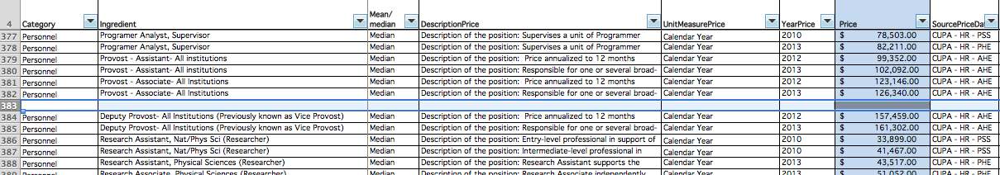 Mean/
4 Category Ingredient median DescriptionPrice UnitMeasurePrice YearPrice Price SourcePriceDa
377 Personnel Programer Analyst, Supervisor Median Description of the position: Supervises a unit of Programmer Calendar Year 2010 $ 78,503.00 CUPA - HR - PSS
378 Personnel Programer Analyst, Supervisor Median Description of the position: Supervises a unit of Programmer Calendar Year 2013 $ 82,211.00 CUPA - HR - PHE
379 Personnel Provost - Assistant- All institutions Median Description of the position:  Price annualized to 12 months Calendar Year 2012 $ 99,352.00 CUPA - HR - AHE
380 Personnel Provost - Assistant- All institutions Median Description of the position: Responsible for one or several broad- Calendar Year 2013 $ 102,092.00 CUPA - HR - AHE
381 Personnel Provost - Associate- All Institutions Median Description of the position:  Price annualized to 12 months Calendar Year 2012 $ 123,146.00 CUPA - HR - AHE
382 Personnel Provost - Associate- All Institutions Median Description of the position: Responsible for one or several broad- Calendar Year 2013 $ 126,340.00 CUPA - HR - AHE
383
384 Personnel Deputy Provost- All Institutions (Previously known as Vice Provost) Median Description of the position:  Price annualized to 12 months Calendar Year 2012 $ 157,459.00 CUPA - HR - AHE
385 Personnel Deputy Provost- All Institutions (Previously known as Vice Provost) Median Description of the position: Responsible for one or several broad- Calendar Year 2013 $ 161,302.00 CUPA - HR - AHE
386 Personnel Research Assistant, Nat/Phys Sci (Researcher) Median Description of the position: Entry-level professional in support of Calendar Year 2010 $ 33,899.00 CUPA - HR - PSS
387 Personnel Research Assistant, Nat/Phys Sci (Researcher) Median Description of the position: Intermediate-level professional in Calendar Year 2010 $ 41,467.00 CUPA - HR - PSS
388 Personnel Research Assistant, Physical Sciences (Researcher) Median Description of the position: Research Assistant supports the Calendar Year 2013 $ 43,517.00 CUPA - HR - PHE
389 Personnel Research Associate, Physical Sciences (Researcher) Median Description of the position: Research Associate independently Calendar Year 2013 $ 51,052.00 CUPA - HR - PHE